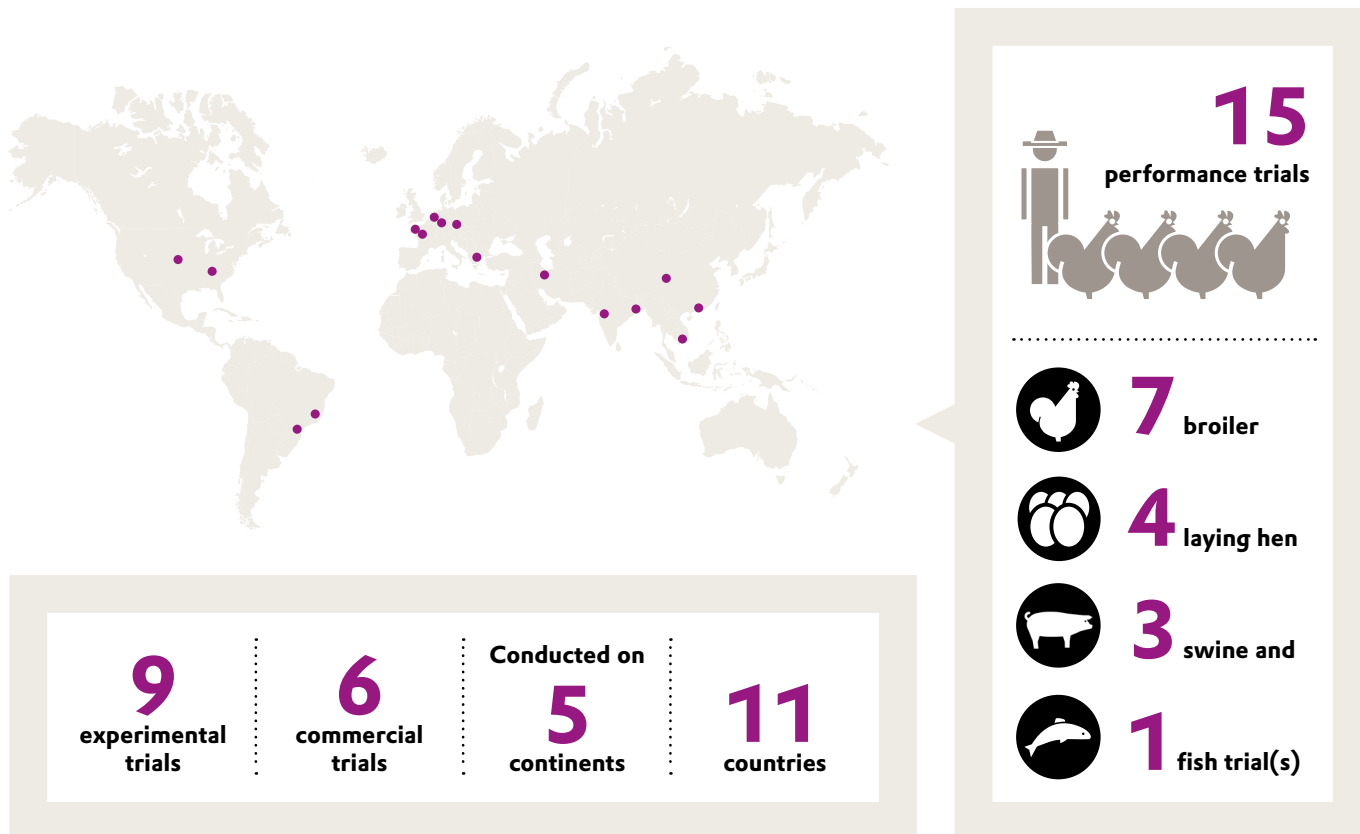 15
performance trials
7 broiler
4 laying hen
3 swine and
1 fish trial(s)
9
experimental
trials
6
commercial
trials
Conducted on
5
continents
11
countries